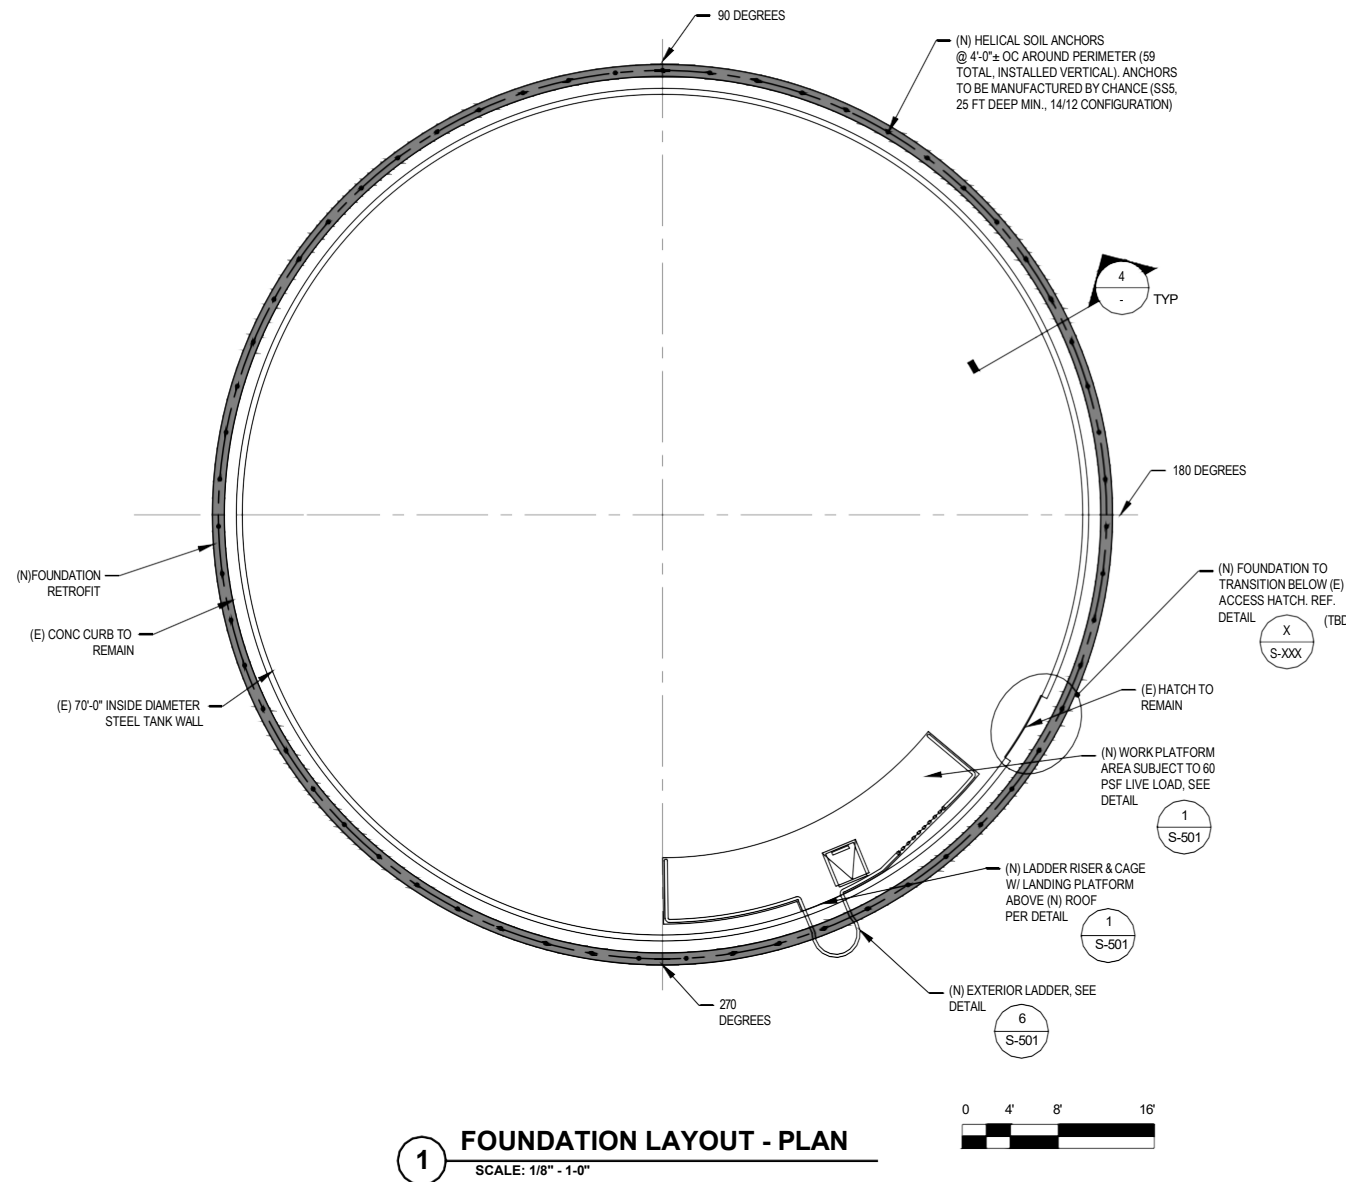 90 DEGREES
(N) HELICAL SOIL ANCHORS
@ 4'-0"± OC AROUND PERIMETER (59
TOTAL, INSTALLED VERTICAL). ANCHORS
TO BE MANUFACTURED BY CHANCE (SS5,
25 FT DEEP MIN., 14/12 CONFIGURATION)
4
-
TYP
180 DEGREES
(N)FOUNDATION
RETROFIT
(E) CONC CURB TO
REMAIN
(E) 70'-0" INSIDE DIAMETER
STEEL TANK WALL
(N) FOUNDATION TO
TRANSITION BELOW (E)
ACCESS HATCH. REF.
DETAIL
(TBD
X
S-XXX
(E) HATCH TO
REMAIN
(N) WORK PLATFORM
AREA SUBJECT TO 60
PSF LIVE LOAD, SEE
DETAIL
1
S-501
(N) LADDER RISER & CAGE
W/ LANDING PLATFORM
ABOVE (N) ROOF
PER DETAIL
1
S-501
(N) EXTERIOR LADDER, SEE
DETAIL
6
S-501
270
DEGREES
0 4' 8' 16'
1
FOUNDATION LAYOUT - PLAN
SCALE: 1/8" - 1-0"